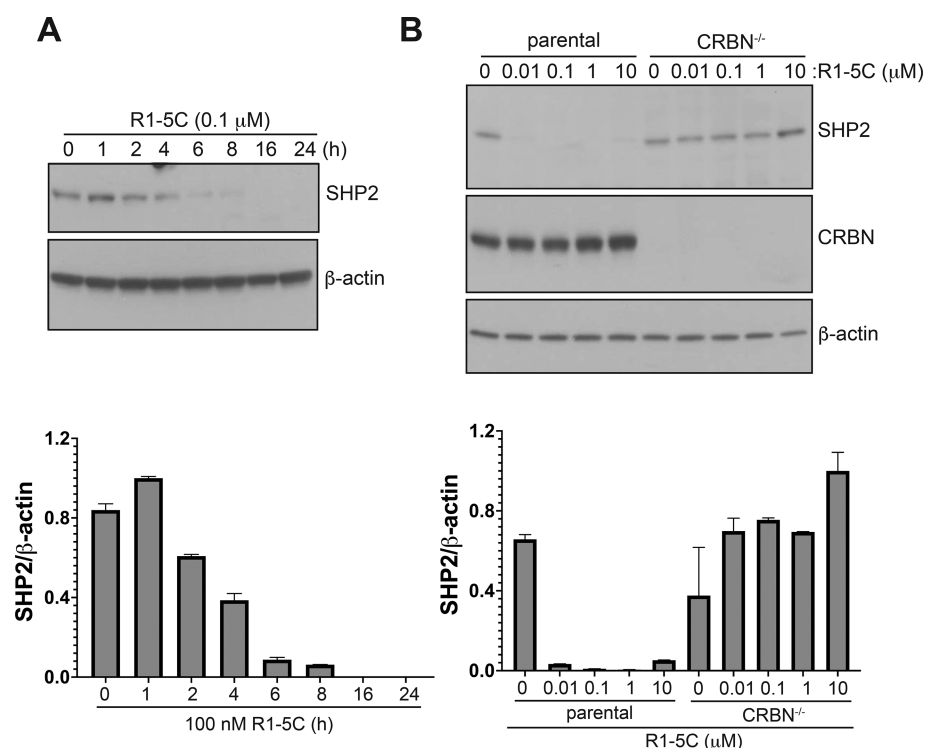 A
R1-5C (0.1 μM)
0 1 2 4 6 8 16 24 (h)
SHP2
β-actin
B
parental CRBN-/-
0 0.01 0.1 1 10 0 0.01 0.1 1 10 :R1-5C (μM)
SHP2
CRBN
β-actin
SHP2/β-actin
1.2
0.8
0.4
0.0
0 1 2 4 6 8 16 24
100 nM R1-5C (h)
SHP2/β-actin
1.2
0.8
0.4
0.0
0 0.01 0.1 1 10 0 0.01 0.1 1 10
parental CRBN-/-
R1-5C (μM)